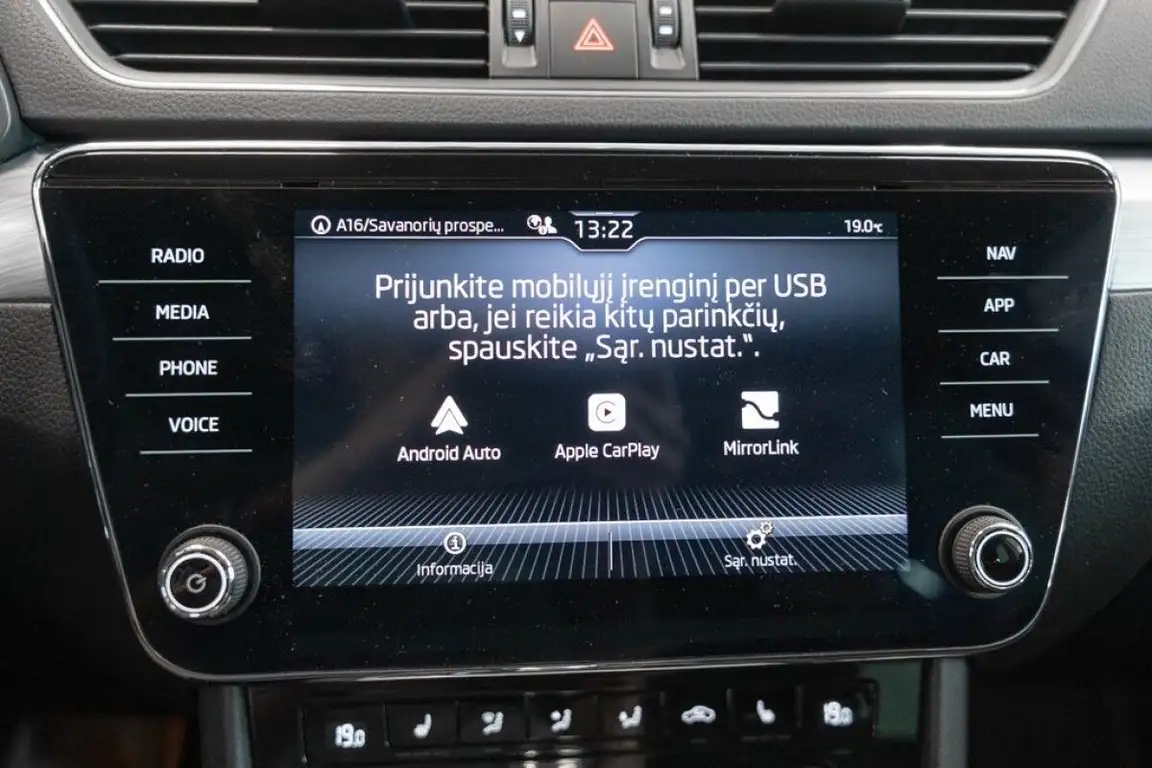 A16/Savanorių prospe...
13:22
19.0°C
RADIO
MEDIA
PHONE
VOICE
NAV
APP
CAR
MENU
Prijunkite mobilųjį įrenginį per USB
arba, jei reikia kitų parinkčių,
spauskite „Sąr. nustat.“.
Android Auto
Apple CarPlay
MirrorLink
Informacija
Sąr. nustat.
19.0
19.0